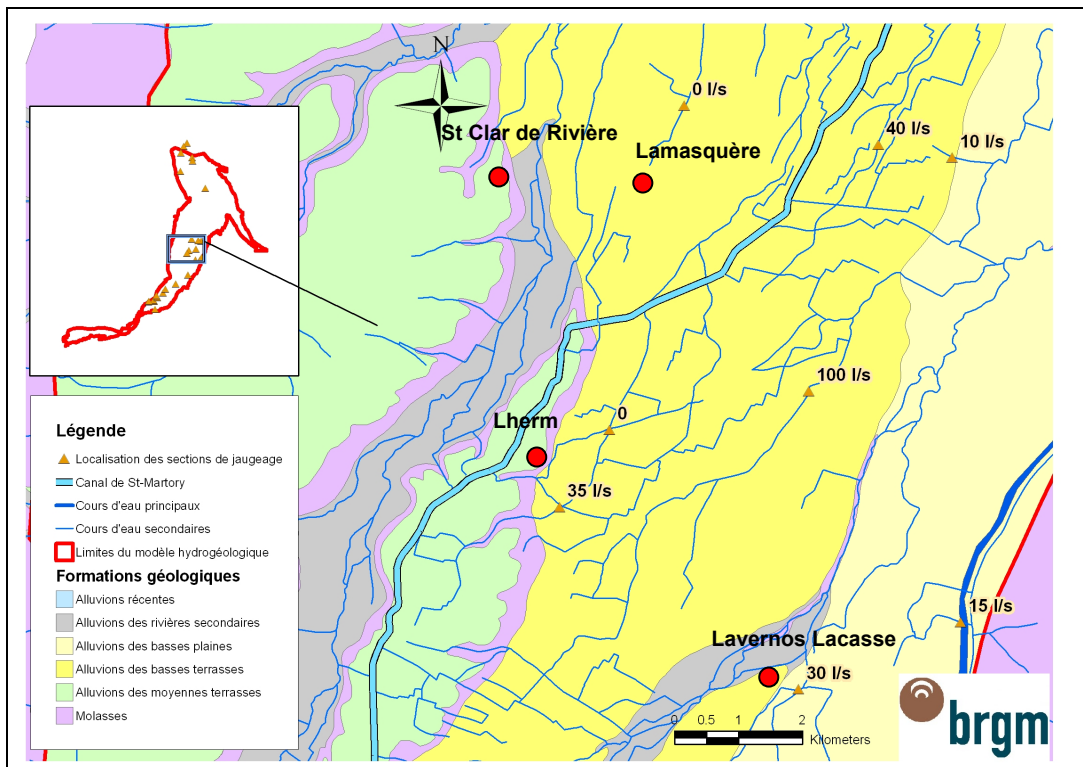 N
St Clar de Rivière
Lamasquère
0 l/s
40 l/s
10 l/s
100 l/s
Lherm
0
35 l/s
15 l/s
Lavernos Lacasse
30 l/s
Légende
Localisation des sections de jaugeage
Canal de St-Martory
Cours d'eau principaux
Cours d'eau secondaires
Limites du modèle hydrogéologique
Formations géologiques
Alluvions récentes
Alluvions des rivières secondaires
Alluvions des basses plaines
Alluvions des basses terrasses
Alluvions des moyennes terrasses
Molasses
0 0.5 1 2
Kilometers
brgm